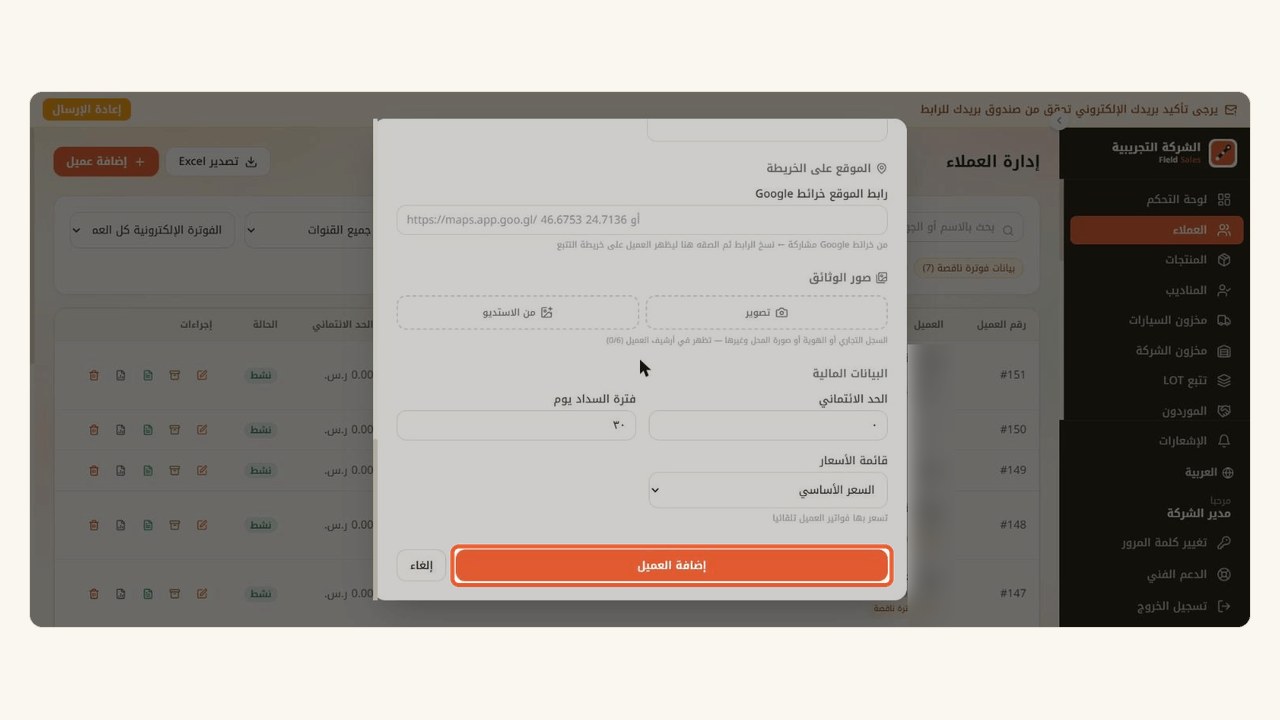 يرجى تأكيد بريدك الإلكتروني تحقق من صندوق بريدك للرابط
إعادة الإرسال
الشركة التجريبية
Field Sales
لوحة التحكم
العملاء
المنتجات
المناديب
مخزون السيارات
مخزون الشركة
تتبع LOT
الموردون
الإشعارات
العربية
مرحبا
مدير الشركة
تغيير كلمة المرور
الدعم الفني
تسجيل الخروج
إدارة العملاء
تصدير Excel
إضافة عميل
بحث بالاسم أو
جميع القنوات
الفوترة الإلكترونية كل
بيانات فوترة ناقصة (7)
رقم العميل
العميل
الحد الائتماني
الحالة
إجراءات
#151
0.00 ر.س.
نشط
#150
0.00 ر.س.
نشط
#149
0.00 ر.س.
نشط
#148
0.00 ر.س.
نشط
#147
0.00 ر.س.
نشط
ناقصة
الموقع على الخريطة
رابط الموقع خرائط Google
https://maps.app.goo.gl/ أو 24.7136 46.6753
من خرائط Google مشاركة — نسخ الرابط ثم الصقه هنا ليظهر العميل على خريطة التتبع
صور الوثائق
تصوير
من الاستديو
السجل التجاري أو الهوية أو صورة المحل وغيرها — تظهر في أرشيف العميل (0/6)
البيانات المالية
الحد الائتماني
فترة السداد يوم
٠
٣٠
قائمة الأسعار
السعر الأساسي
تسعر بها فواتير العميل تلقائيا
إضافة العميل
إلغاء